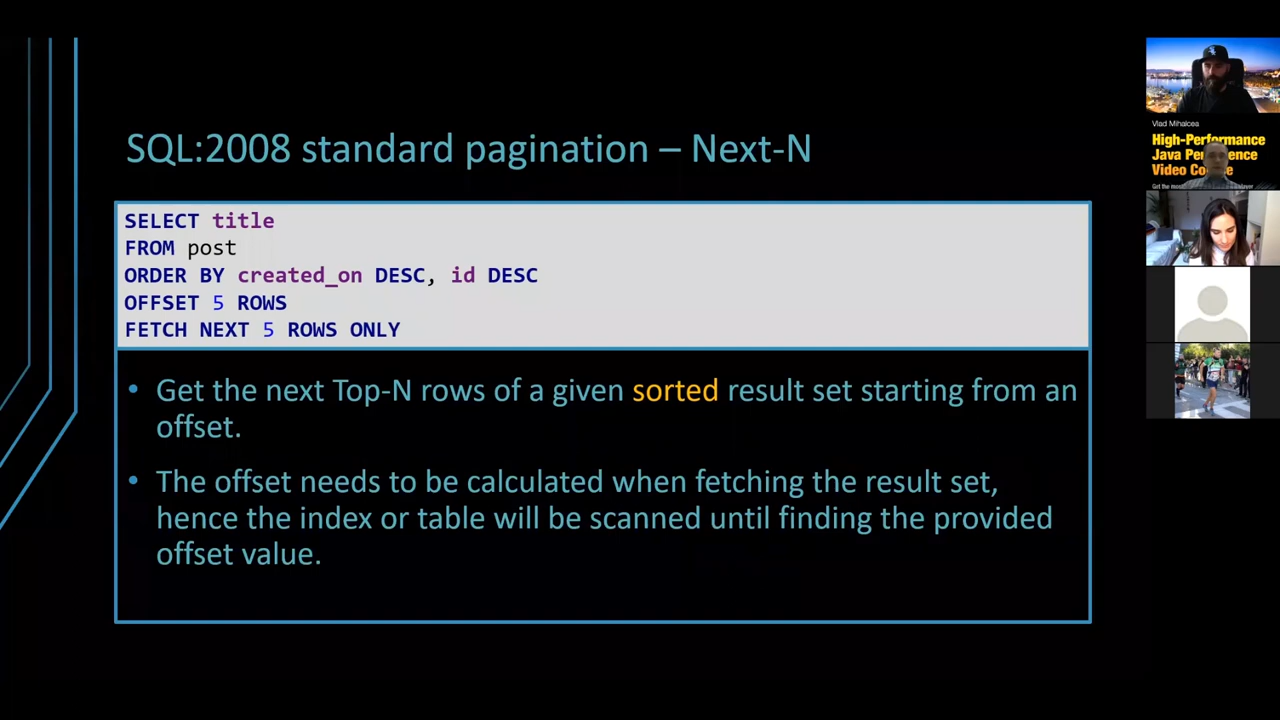 SQL:2008 standard pagination – Next-N
SELECT title
FROM post
ORDER BY created_on DESC, id DESC
OFFSET 5 ROWS
FETCH NEXT 5 ROWS ONLY
• Get the next Top-N rows of a given sorted result set starting from an
offset.
• The offset needs to be calculated when fetching the result set,
hence the index or table will be scanned until finding the provided
offset value.
Vlad Mihalcea
High-Performance
Java
Video
Get the most